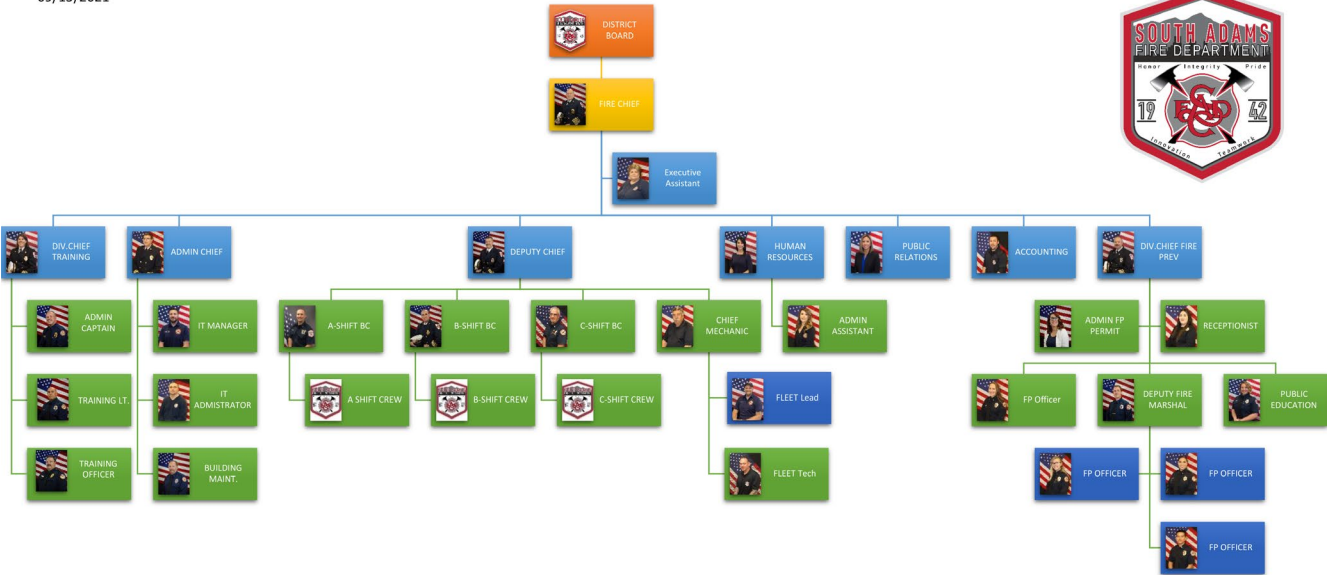 DISTRICT
BOARD
SOUTH ADAMS
FIRE DEPARTMENT
Honor Integrity Pride
19 42
Innovation Teamwork
FIRE CHIEF
Executive
Assistant
DIV.CHIEF
TRAINING
ADMIN CHIEF
DEPUTY CHIEF
HUMAN
RESOURCES
PUBLIC
RELATIONS
ACCOUNTING
DIV.CHIEF FIRE
PREV
ADMIN
CAPTAIN
IT MANAGER
A-SHIFT BC
B-SHIFT BC
C-SHIFT BC
CHIEF
MECHANIC
ADMIN
ASSISTANT
ADMIN FP
PERMIT
RECEPTIONIST
TRAINING LT.
IT
ADMISTRATOR
A SHIFT CREW
B-SHIFT CREW
C-SHIFT CREW
FLEET Lead
FP Officer
DEPUTY FIRE
MARSHAL
PUBLIC
EDUCATION
TRAINING
OFFICER
BUILDING
MAINT.
FLEET Tech
FP OFFICER
FP OFFICER
FP OFFICER